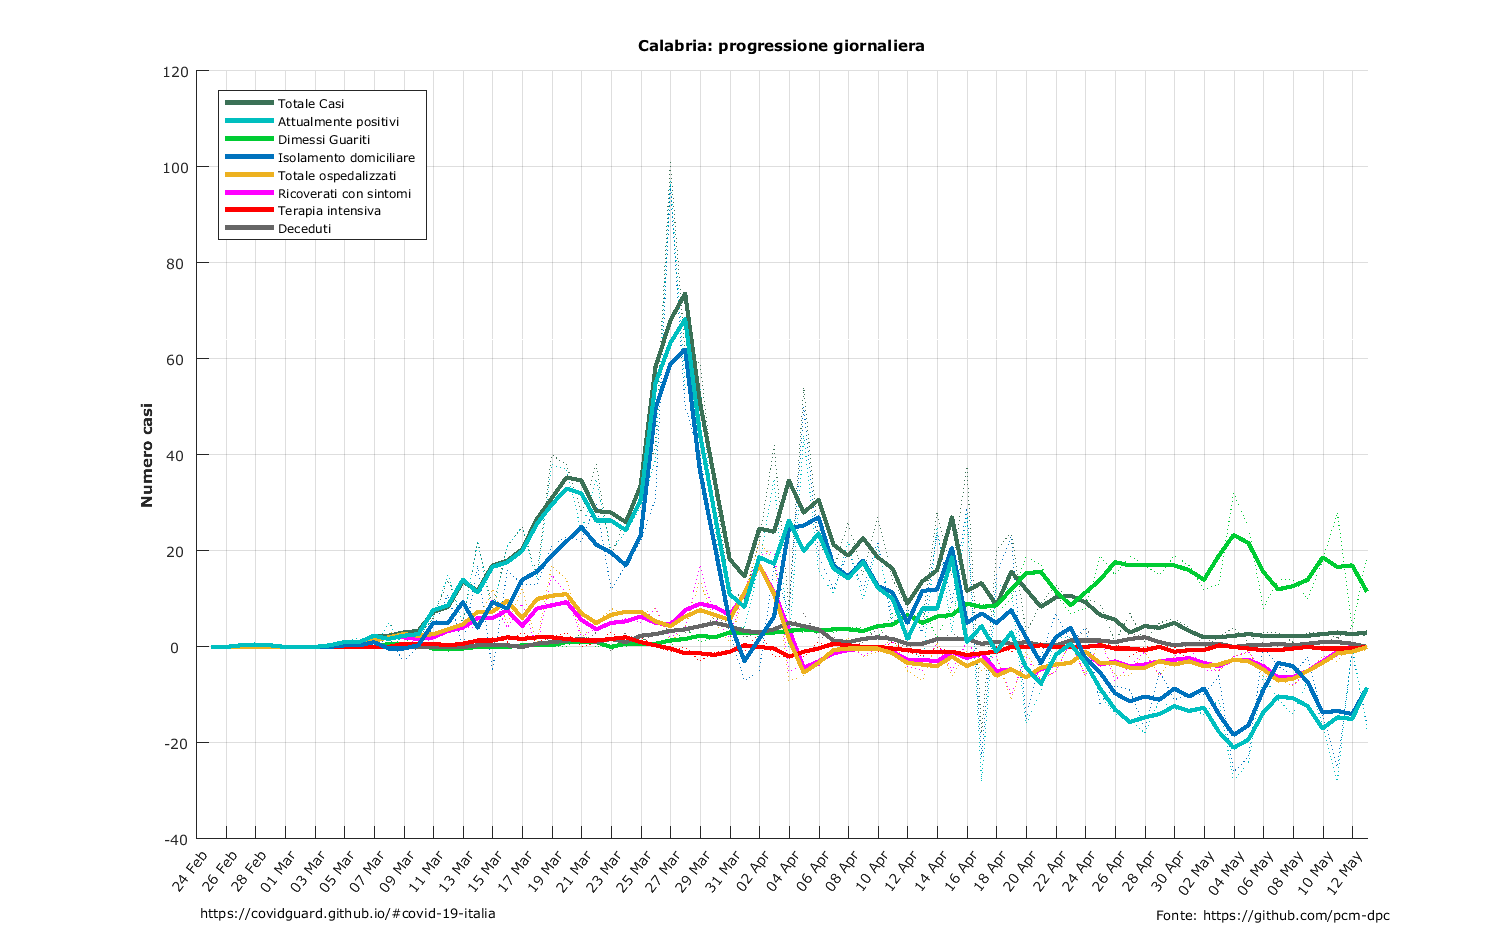 Calabria: progressione giornaliera
120
100
80
60
40
20
0
-20
-40
Numero casi
Totale Casi
Attualmente positivi
Dimessi Guariti
Isolamento domiciliare
Totale ospedalizzati
Ricoverati con sintomi
Terapia intensiva
Deceduti
24 Feb
26 Feb
28 Feb
01 Mar
03 Mar
05 Mar
07 Mar
09 Mar
11 Mar
13 Mar
15 Mar
17 Mar
19 Mar
21 Mar
23 Mar
25 Mar
27 Mar
29 Mar
31 Mar
02 Apr
04 Apr
06 Apr
08 Apr
10 Apr
12 Apr
14 Apr
16 Apr
18 Apr
20 Apr
22 Apr
24 Apr
26 Apr
28 Apr
30 Apr
02 May
04 May
06 May
08 May
10 May
12 May
https://covidguard.github.io/#covid-19-italia
Fonte: https://github.com/pcm-dpc